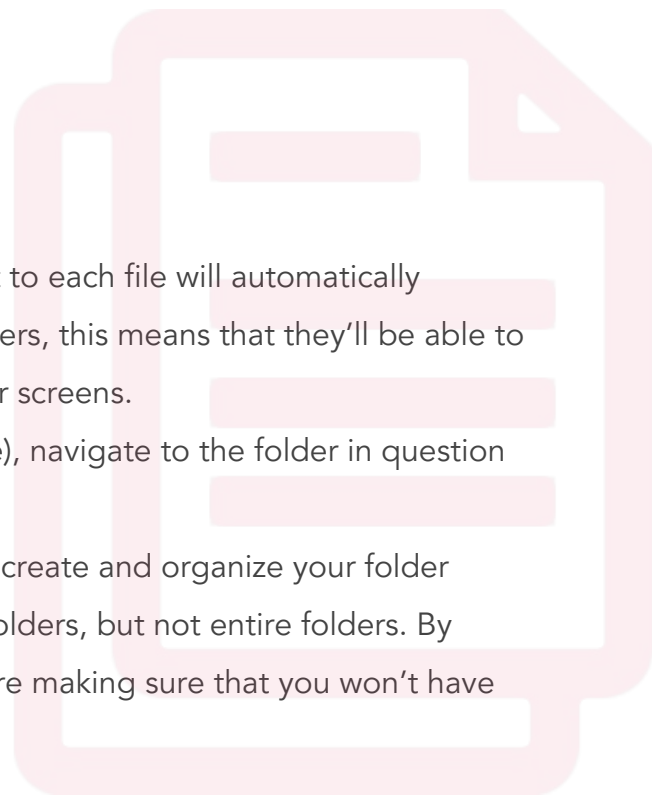 to each file will automatically
ers, this means that they’ll be able to
r screens.
e), navigate to the folder in question
create and organize your folder
olders, but not entire folders. By
re making sure that you won’t have